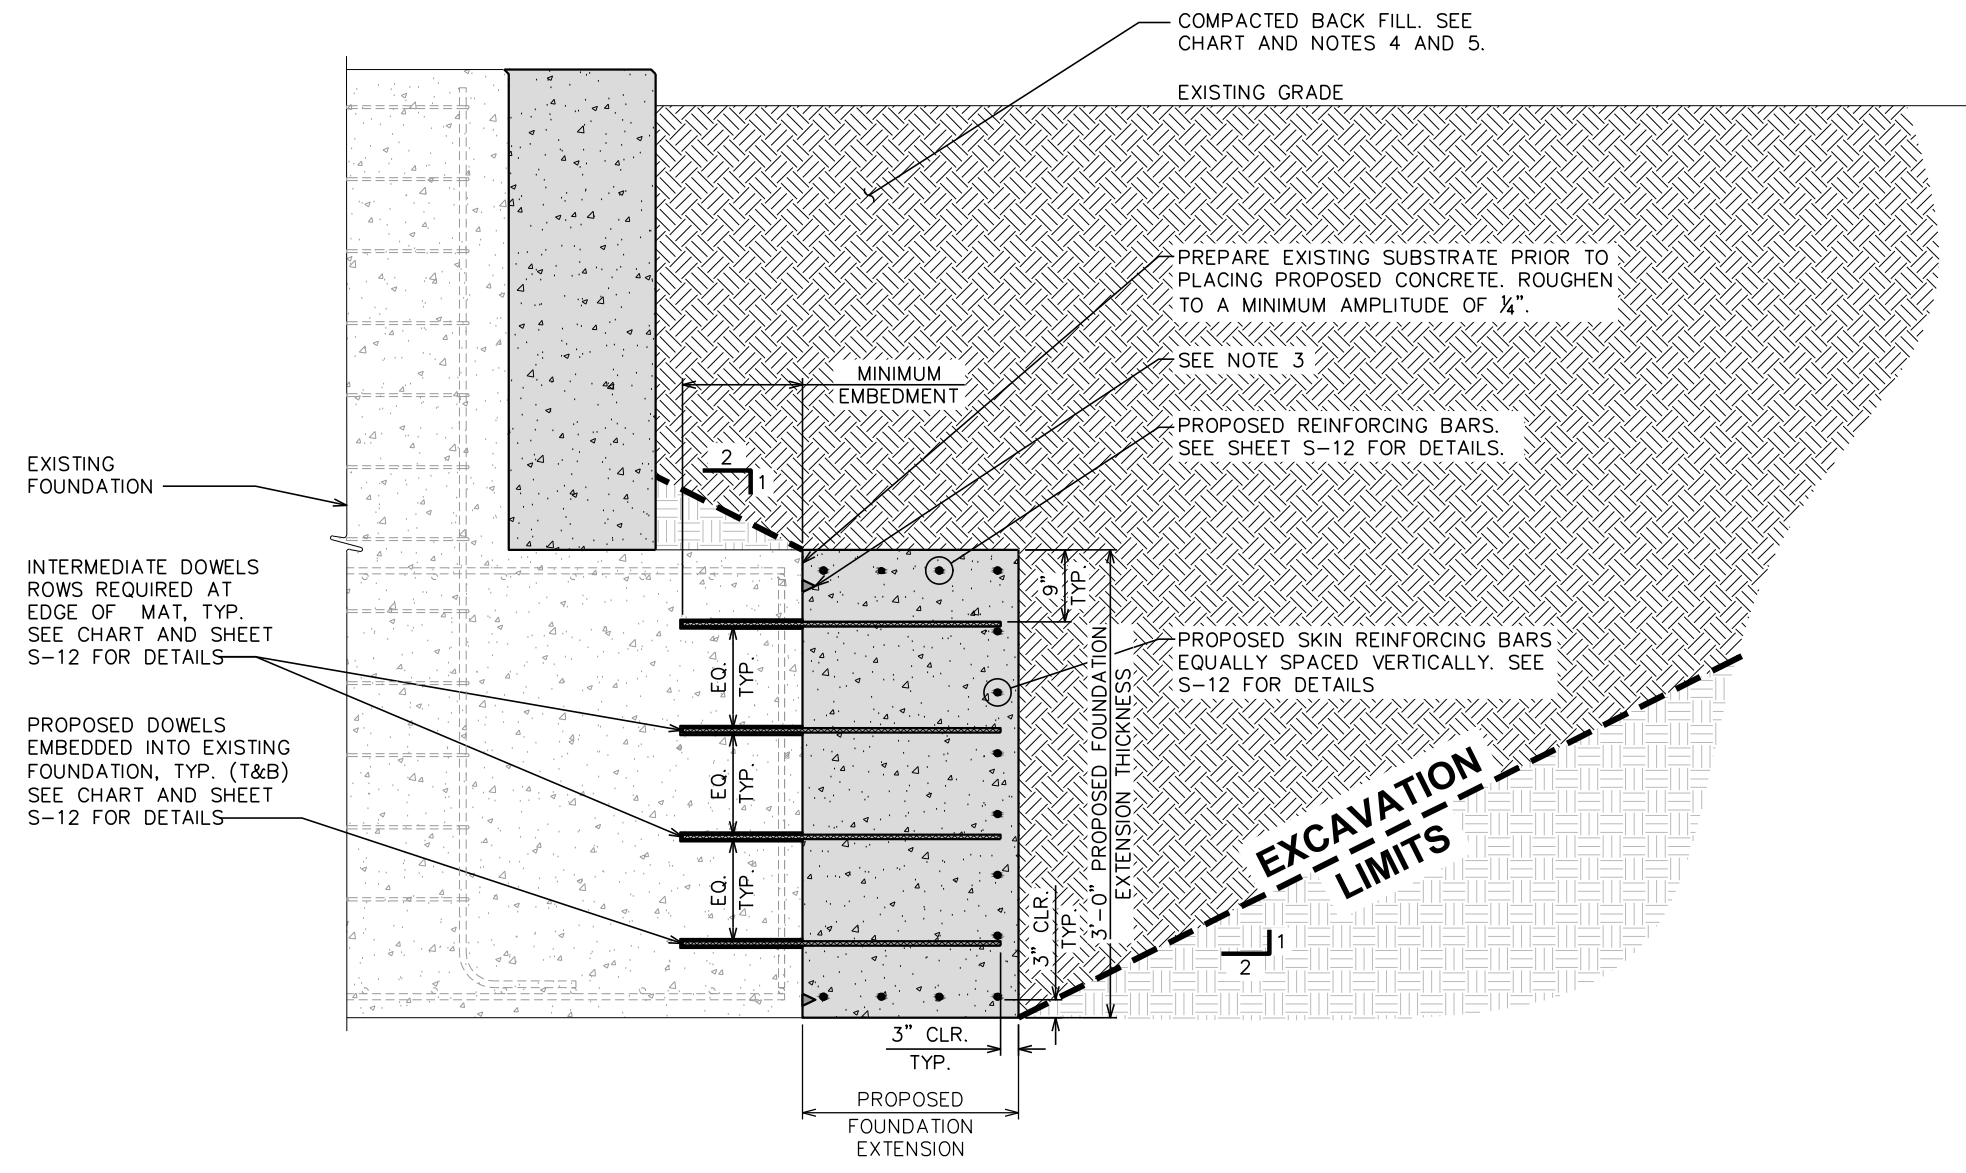 COMPACTED BACK FILL. SEE
CHART AND NOTES 4 AND 5.
EXISTING GRADE
PREPARE EXISTING SUBSTRATE PRIOR TO
PLACING PROPOSED CONCRETE. ROUGHEN
TO A MINIMUM AMPLITUDE OF ¼”.
SEE NOTE 3
MINIMUM
EMBEDMENT
PROPOSED REINFORCING BARS.
SEE SHEET S-12 FOR DETAILS.
2
1
EXISTING
FOUNDATION
INTERMEDIATE DOWELS
ROWS REQUIRED AT
EDGE OF MAT, TYP.
SEE CHART AND SHEET
S-12 FOR DETAILS
PROPOSED DOWELS
EMBEDDED INTO EXISTING
FOUNDATION, TYP. (T&B)
SEE CHART AND SHEET
S-12 FOR DETAILS
EQ.
TYP.
EQ.
TYP.
EQ.
TYP.
9”
TYP.
3'-0” PROPOSED FOUNDATION
EXTENSION THICKNESS
PROPOSED SKIN REINFORCING BARS
EQUALLY SPACED VERTICALLY. SEE
S-12 FOR DETAILS
EXCAVATION
LIMITS
1
2
3” CLR.
TYP.
3” CLR.
TYP.
PROPOSED
FOUNDATION
EXTENSION